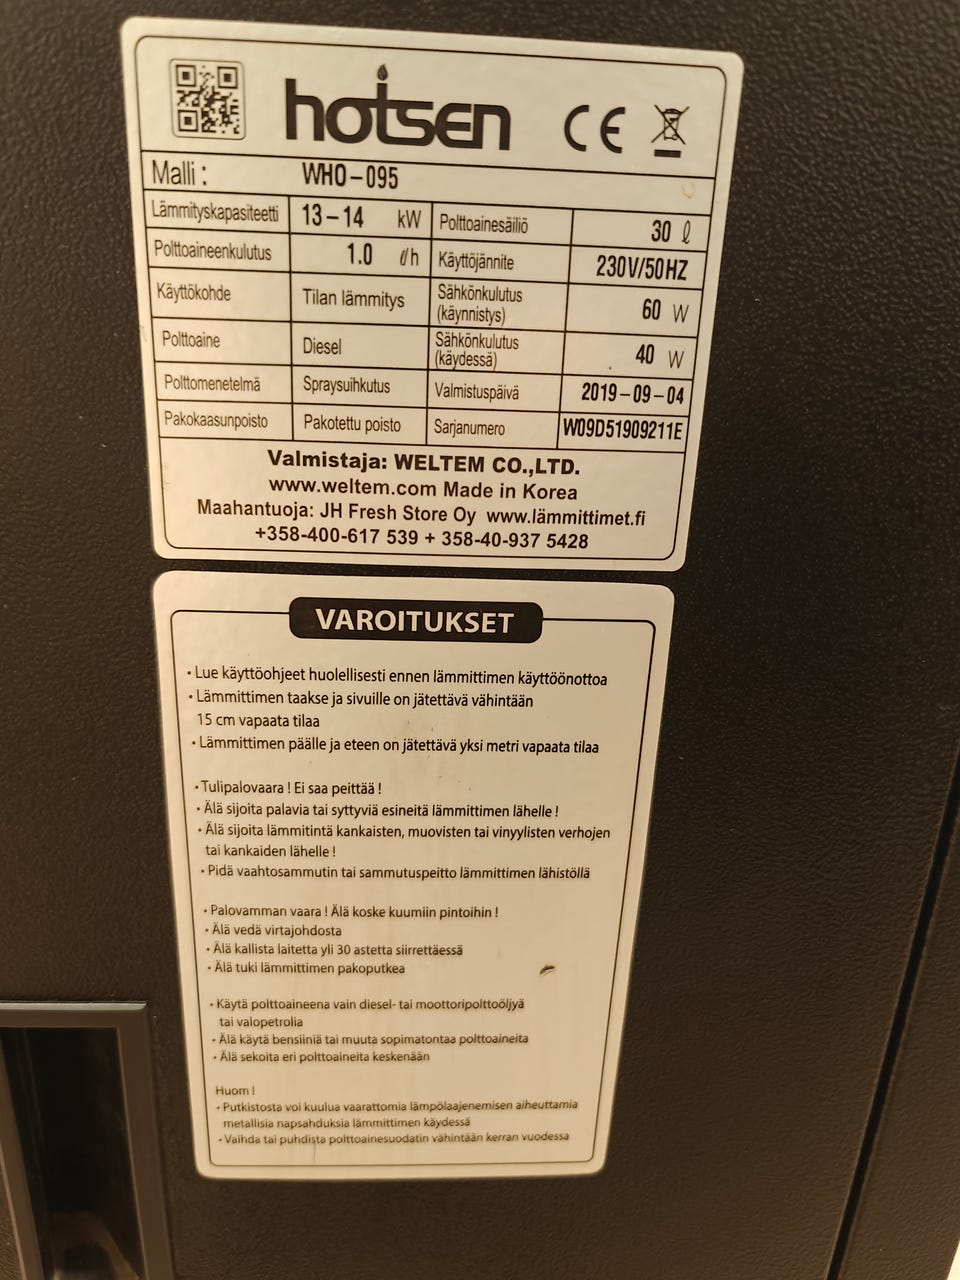 hotsen CE
Malli : WHO-095
Lämmityskapasiteetti 13-14 kW Polttoainesäiliö 30 ℓ
Polttoaineenkulutus 1.0 ℓ/h Käyttöjännite 230V/50HZ
Käyttökohde Tilan lämmitys Sähkönkulutus (käynnistys) 60 W
Polttoaine Diesel Sähkönkulutus (käydessä) 40 W
Polttomenetelmä Spraysuihkutus Valmistuspäivä 2019-09-04
Pakokaasunpoisto Pakotettu poisto Sarjanumero W09D51909211E
Valmistaja: WELTEM CO.,LTD.
www.weltem.com Made in Korea
Maahantuoja: JH Fresh Store Oy www.lämmittimet.fi
+358-400-617 539 + 358-40-937 5428
VAROITUKSET
• Lue käyttöohjeet huolellisesti ennen lämmittimen käyttöönottoa
• Lämmittimen taakse ja sivuille on jätettävä vähintään
15 cm vapaata tilaa
• Lämmittimen päälle ja eteen on jätettävä yksi metri vapaata tilaa
• Tulipalovaara ! Ei saa peittää !
• Älä sijoita palavia tai syttyviä esineitä lämmittimen lähelle !
• Älä sijoita lämmitintä kankaisten, muovisten tai vinyylisten verhojen
tai kankaiden lähelle !
• Pidä vaahtosammutin tai sammutuspeitto lämmittimen lähistöllä
• Palovamman vaara ! Älä koske kuumiin pintoihin !
• Älä vedä virtajohdosta
• Älä kallista laitetta yli 30 astetta siirrettäessä
• Älä tuki lämmittimen pakoputkea
• Käytä polttoaineena vain diesel- tai moottoripolttoöljyä
tai valopetrolia
• Älä käytä bensiiniä tai muuta sopimatontaa polttoaineita
• Älä sekoita eri polttoaineita keskenään
Huom !
• Putkistosta voi kuulua vaarattomia lämpölaajenemisen aiheuttamia
metallisia napsahduksia lämmittimen käydessä
• Vaihda tai puhdista polttoainesuodatin vähintään kerran vuodessa